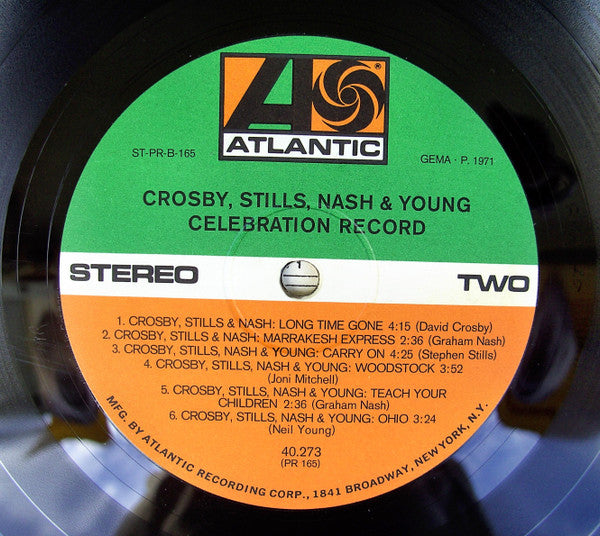 ATLANTIC
®
ST-PR-B-165
GEMA · P. 1971
CROSBY, STILLS, NASH & YOUNG
CELEBRATION RECORD
STEREO
1
TWO
1. CROSBY, STILLS & NASH: LONG TIME GONE 4:15 (David Crosby)
2. CROSBY, STILLS & NASH: MARRAKESH EXPRESS 2:36 (Graham Nash)
3. CROSBY, STILLS, NASH & YOUNG: CARRY ON 4:25 (Stephen Stills)
4. CROSBY, STILLS, NASH & YOUNG: WOODSTOCK 3:52
(Joni Mitchell)
5. CROSBY, STILLS, NASH & YOUNG: TEACH YOUR
CHILDREN 2:36 (Graham Nash)
6. CROSBY, STILLS, NASH & YOUNG: OHIO 3:24
(Neil Young)
40.273
(PR 165)
MFG. BY ATLANTIC RECORDING CORP., 1841 BROADWAY, NEW YORK, N.Y.